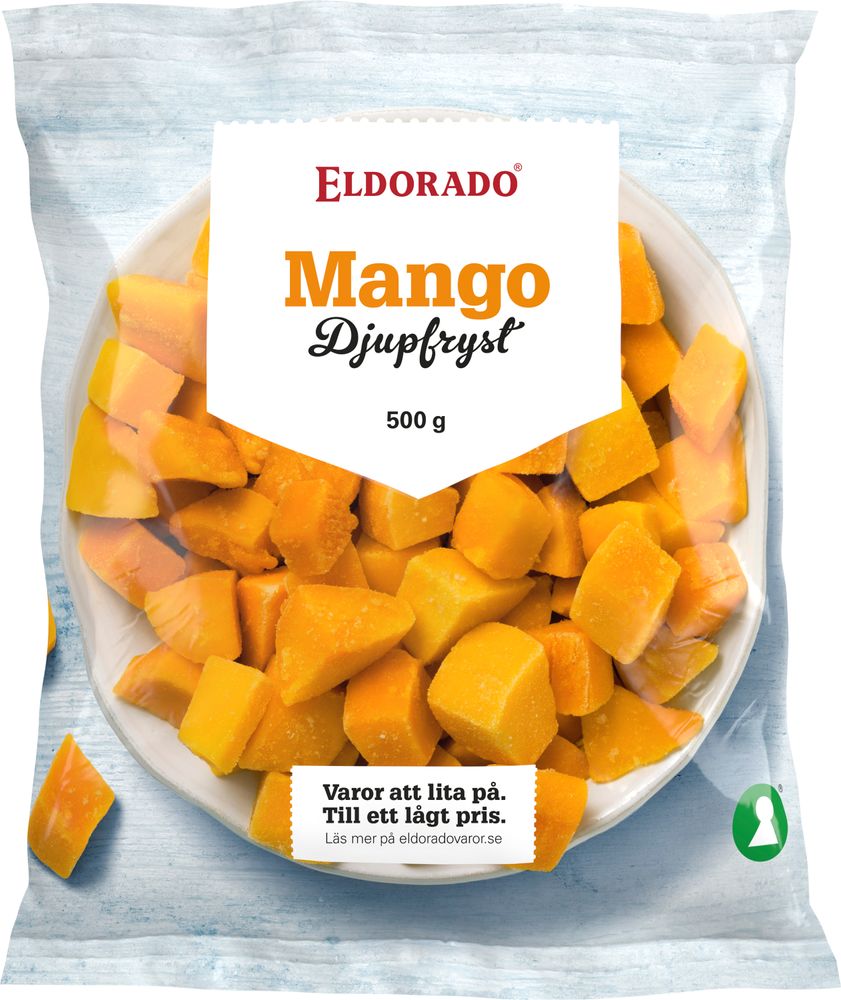 ELDORADO®
Mango
Djupfryst
500 g
Varor att lita på.
Till ett lågt pris.
Läs mer på eldoradovaror.se
®